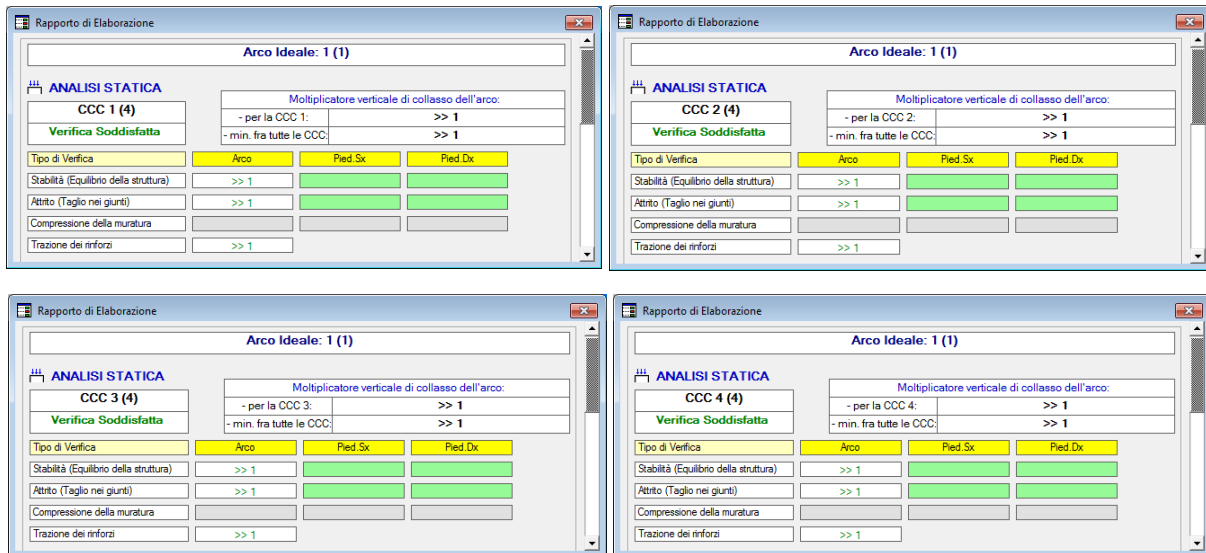 Rapporto di Elaborazione
Arco Ideale: 1 (1)
ANALISI STATICA
CCC 1 (4)
Verifica Soddisfatta
Moltiplicatore verticale di collasso dell'arco:
- per la CCC 1: >> 1
- min. fra tutte le CCC: >> 1
Tipo di Verifica Arco Pied.Sx Pied.Dx
Stabilità (Equilibrio della struttura) >> 1
Attrito (Taglio nei giunti) >> 1
Compressione della muratura
Trazione dei rinforzi >> 1
Rapporto di Elaborazione
Arco Ideale: 1 (1)
ANALISI STATICA
CCC 2 (4)
Verifica Soddisfatta
Moltiplicatore verticale di collasso dell'arco:
- per la CCC 2: >> 1
- min. fra tutte le CCC: >> 1
Tipo di Verifica Arco Pied.Sx Pied.Dx
Stabilità (Equilibrio della struttura) >> 1
Attrito (Taglio nei giunti) >> 1
Compressione della muratura
Trazione dei rinforzi >> 1
Rapporto di Elaborazione
Arco Ideale: 1 (1)
ANALISI STATICA
CCC 3 (4)
Verifica Soddisfatta
Moltiplicatore verticale di collasso dell'arco:
- per la CCC 3: >> 1
- min. fra tutte le CCC: >> 1
Tipo di Verifica Arco Pied.Sx Pied.Dx
Stabilità (Equilibrio della struttura) >> 1
Attrito (Taglio nei giunti) >> 1
Compressione della muratura
Trazione dei rinforzi >> 1
Rapporto di Elaborazione
Arco Ideale: 1 (1)
ANALISI STATICA
CCC 4 (4)
Verifica Soddisfatta
Moltiplicatore verticale di collasso dell'arco:
- per la CCC 4: >> 1
- min. fra tutte le CCC: >> 1
Tipo di Verifica Arco Pied.Sx Pied.Dx
Stabilità (Equilibrio della struttura) >> 1
Attrito (Taglio nei giunti) >> 1
Compressione della muratura
Trazione dei rinforzi >> 1